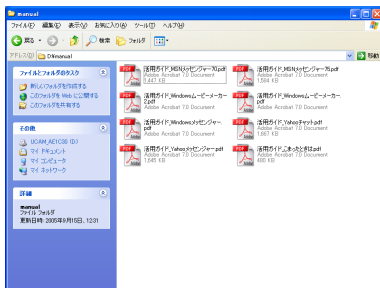 manual
ファイル(F) 編集(E) 表示(V) お気に入り(A) ツール(T) ヘルプ(H)
戻る 検索 フォルダ
アドレス(D) D:¥manual 移動
ファイルとフォルダのタスク
新しいフォルダを作成する
このフォルダを Web に公開する
このフォルダを共有する
その他
UCAM_AE1C30 (D:)
マイ ドキュメント
マイ コンピュータ
マイ ネットワーク
詳細
manual
ファイル フォルダ
更新日時: 2005年9月15日、12:31
活用ガイド_MSNメッセンジャー70.pdf
Adobe Acrobat 7.0 Document
3,447 KB
活用ガイド_MSNメッセンジャー75.pdf
Adobe Acrobat 7.0 Document
1,594 KB
活用ガイド_Windowsムービーメーカー2.pdf
Adobe Acrobat 7.0 Document
活用ガイド_Windowsムービーメーカー.pdf
Adobe Acrobat 7.0 Document
活用ガイド_Windowsメッセンジャー.pdf
Adobe Acrobat 7.0 Document
活用ガイド_Yahooチャット.pdf
Adobe Acrobat 7.0 Document
1,867 KB
活用ガイド_Yahooメッセンジャー.pdf
Adobe Acrobat 7.0 Document
1,645 KB
活用ガイド_こまったときは.pdf
Adobe Acrobat 7.0 Document
480 KB